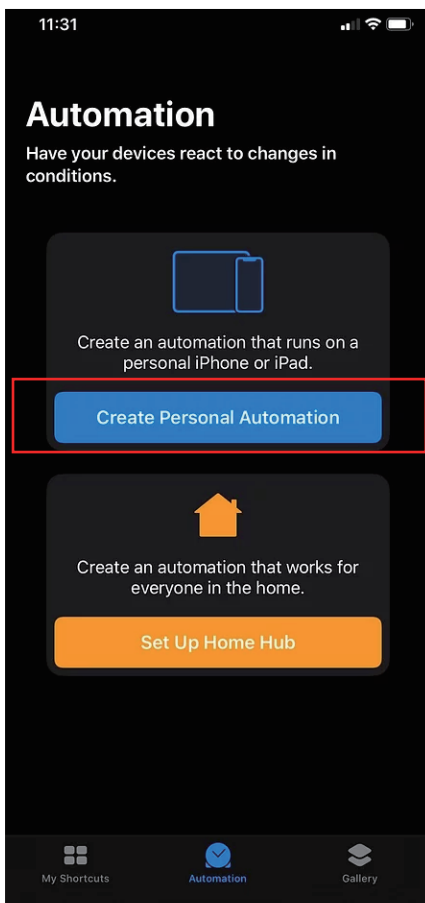 11:31
Automation
Have your devices react to changes in
conditions.
Create an automation that runs on a
personal iPhone or iPad.
Create Personal Automation
Create an automation that works for
everyone in the home.
Set Up Home Hub
My Shortcuts
Automation
Gallery